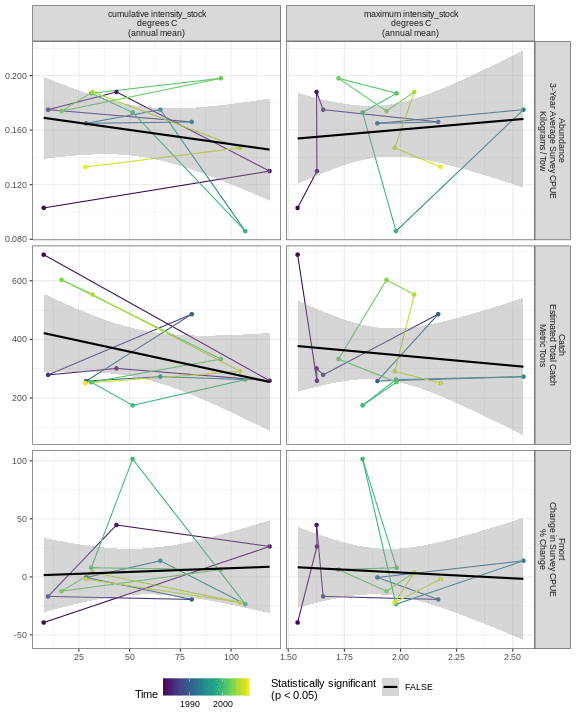 cumulative intensity_stock
degrees C
(annual mean)
maximum intensity_stock
degrees C
(annual mean)
0.200
0.160
0.120
0.080
Abundance
3-Year Average Survey CPUE
Kilograms / Tow
600
400
200
Catch
Estimated Total Catch
Metric Tons
100
50
0
-50
Fmort
Change in Survey CPUE
% Change
25 50 75 100
1.50 1.75 2.00 2.25 2.50
Time
1990 2000
Statistically significant
(p < 0.05)
FALSE